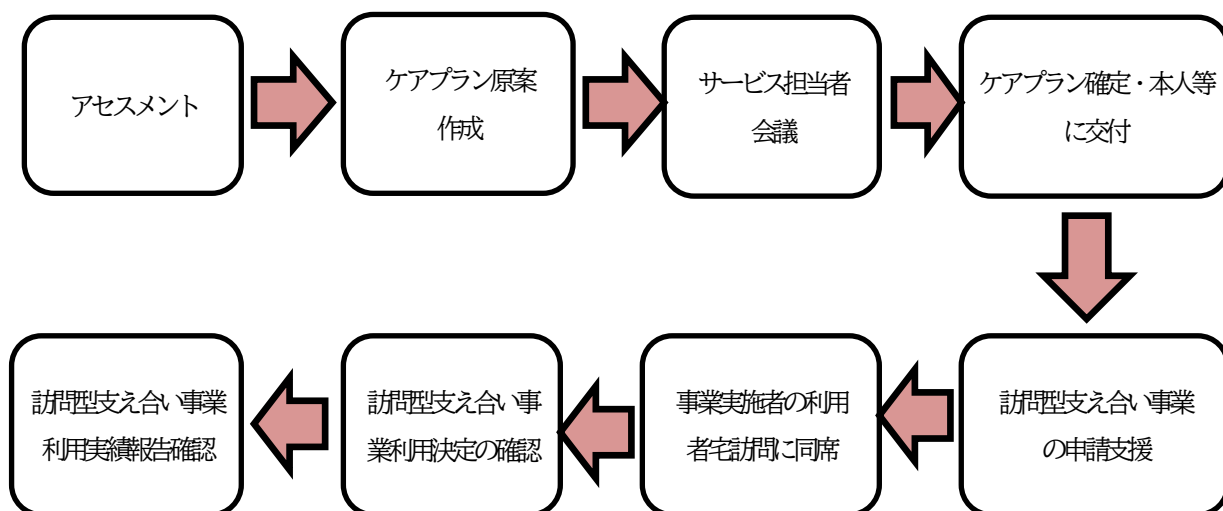 アセスメント
ケアプラン原案
作成
サービス担当者
会議
ケアプラン確定・本人等
に交付
訪問型支え合い事業
の申請支援
事業実施者の利用
者宅訪問に同席
訪問型支え合い事
業利用決定の確認
訪問型支え合い事業
利用実績報告確認